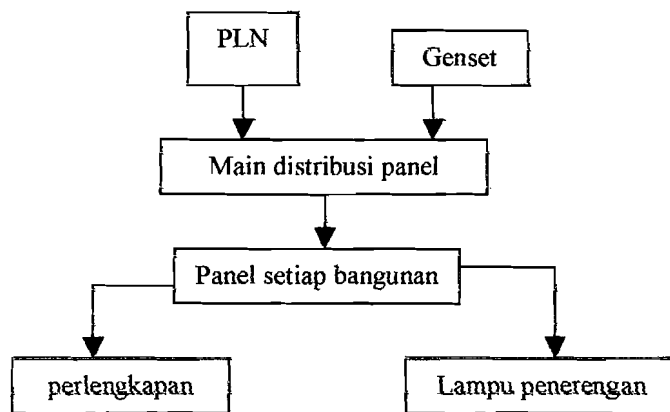 PLN
Genset
Main distribusi panel
Panel setiap bangunan
perlengkapan
Lampu penerengan